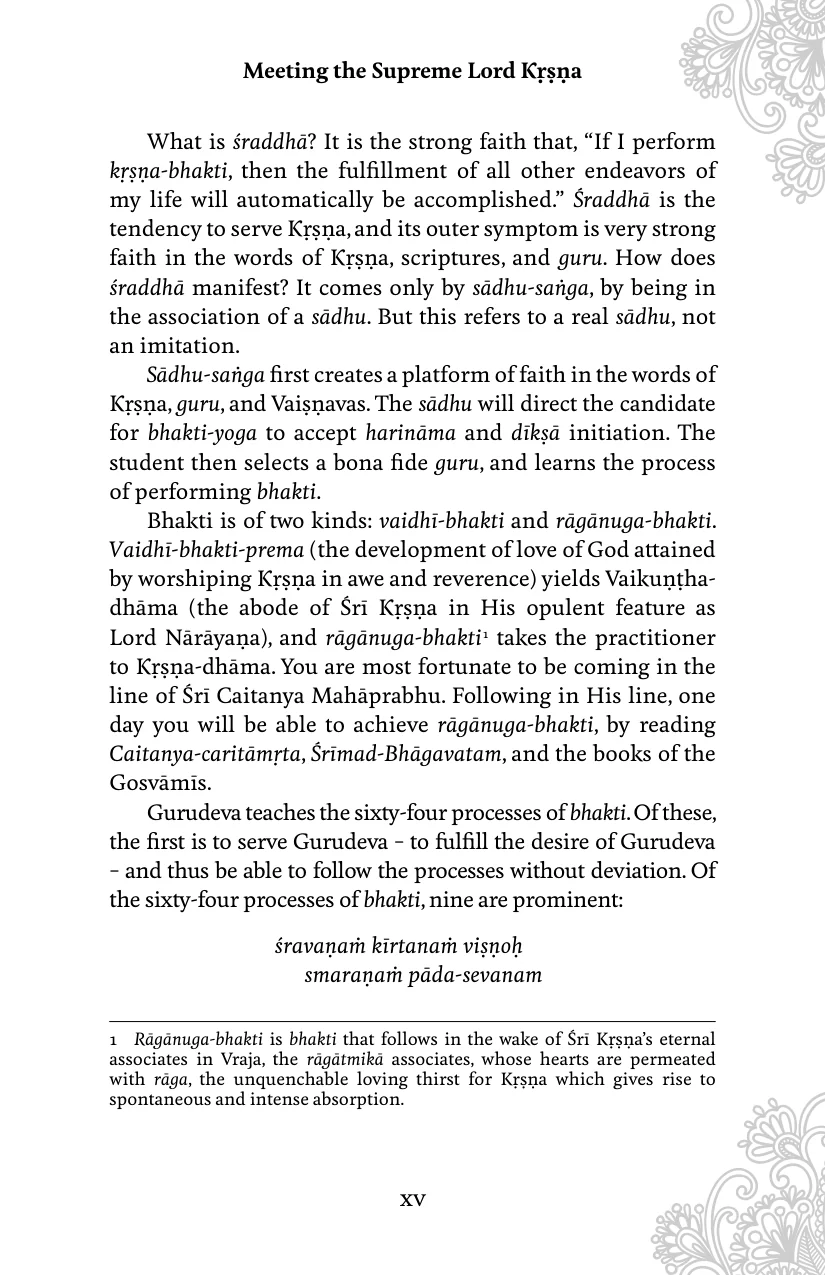 Meeting the Supreme Lord Kṛṣṇa
What is śraddhā? It is the strong faith that, “If I perform
kṛṣṇa-bhakti, then the fulfillment of all other endeavors of
my life will automatically be accomplished.” Śraddhā is the
tendency to serve Kṛṣṇa, and its outer symptom is very strong
faith in the words of Kṛṣṇa, scriptures, and guru. How does
śraddhā manifest? It comes only by sādhu-saṅga, by being in
the association of a sādhu. But this refers to a real sādhu, not
an imitation.
Sādhu-saṅga first creates a platform of faith in the words of
Kṛṣṇa, guru, and Vaiṣṇavas. The sādhu will direct the candidate
for bhakti-yoga to accept harināma and dīkṣā initiation. The
student then selects a bona fide guru, and learns the process
of performing bhakti.
Bhakti is of two kinds: vaidhī-bhakti and rāgānuga-bhakti.
Vaidhī-bhakti-prema (the development of love of God attained
by worshiping Kṛṣṇa in awe and reverence) yields Vaikuṇṭha-
dhāma (the abode of Śrī Kṛṣṇa in His opulent feature as
Lord Nārāyaṇa), and rāgānuga-bhakti¹ takes the practitioner
to Kṛṣṇa-dhāma. You are most fortunate to be coming in the
line of Śrī Caitanya Mahāprabhu. Following in His line, one
day you will be able to achieve rāgānuga-bhakti, by reading
Caitanya-caritāmṛta, Śrīmad-Bhāgavatam, and the books of the
Gosvāmīs.
Gurudeva teaches the sixty-four processes of bhakti. Of these,
the first is to serve Gurudeva – to fulfill the desire of Gurudeva
– and thus be able to follow the processes without deviation. Of
the sixty-four processes of bhakti, nine are prominent:
śravaṇaṁ kīrtanaṁ viṣṇoḥ
smaraṇaṁ pāda-sevanam
1 Rāgānuga-bhakti is bhakti that follows in the wake of Śrī Kṛṣṇa’s eternal
associates in Vraja, the rāgātmikā associates, whose hearts are permeated
with rāga, the unquenchable loving thirst for Kṛṣṇa which gives rise to
spontaneous and intense absorption.
xv